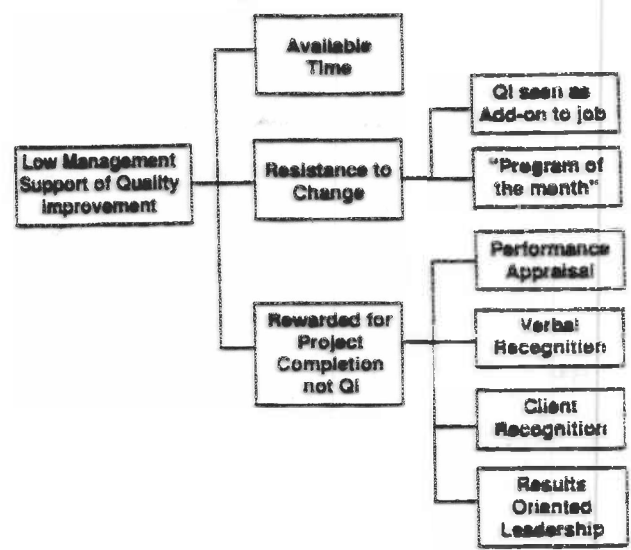 Available
Time
QI seen as
Add-on to job
Low Management
Support of Quality
Improvement
Resistance to
Change
"Program of
the month"
Performance
Appraisal
Rewarded for
Project
Completion
not QI
Verbal
Recognition
Client
Recognition
Results
Oriented
Leadership